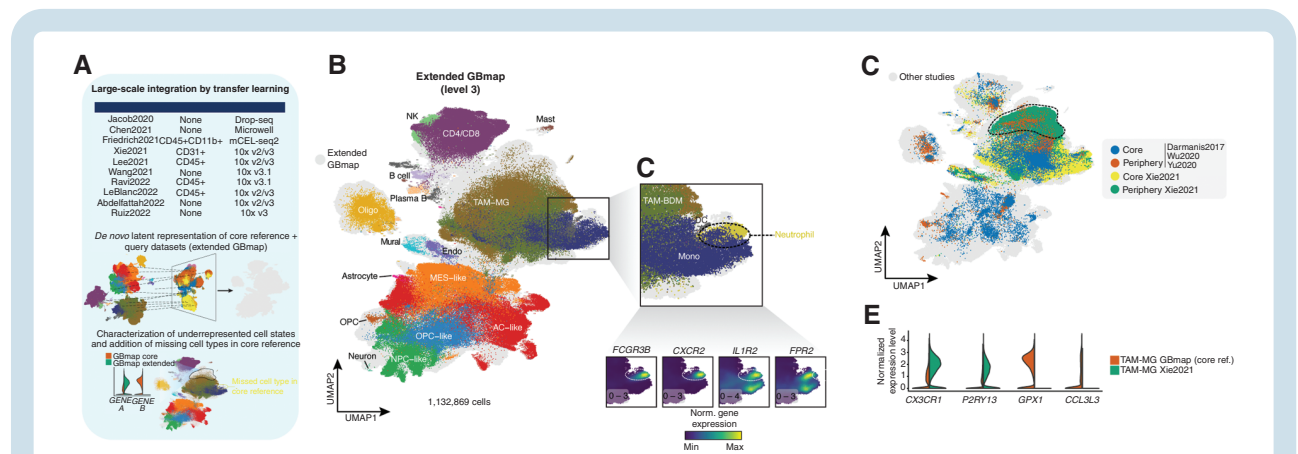 A
Large-scale integration by transfer learning
Jacob2020 None Drop-seq
Chen2021 None Microwell
Friedrich2021 CD45+CD11b+ mCEL-seq2
Xie2021 CD31+ 10x v2/v3
Lee2021 CD45+ 10x v2/v3
Wang2021 None 10x v3.1
Ravi2022 CD45+ 10x v3.1
LeBlanc2022 CD45+ 10x v2/v3
Abdelfattah2022 None 10x v2/v3
Ruiz2022 None 10x v3
De novo latent representation of core reference +
query datasets (extended GBmap)
Characterization of underrepresented cell states
and addition of missing cell types in core reference
GBmap core
GBmap extended
Missed cell type in
core reference
GENE A
GENE B
B
Extended GBmap
(level 3)
Extended
GBmap
NK
CD4/CD8
Mast
B cell
Plasma B
TAM-MG
Oligo
Mural
Endo
Astrocyte
MES-like
OPC
OPC-like
AC-like
NPC-like
Neuron
UMAP2
UMAP1
1,132,869 cells
C
TAM-BDM
DC
Neutrophil
Mono
FCGR3B CXCR2 IL1R2 FPR2
0 – 3 0 – 3 0 – 4 0 – 3
Norm. gene
expression
Min Max
C
Other studies
Core
Periphery
Darmanis2017
Wu2020
Yu2020
Core Xie2021
Periphery Xie2021
UMAP2
UMAP1
E
Normalized
expression level
4
3
2
1
0
CX3CR1 P2RY13 GPX1 CCL3L3
TAM-MG GBmap (core ref.)
TAM-MG Xie2021